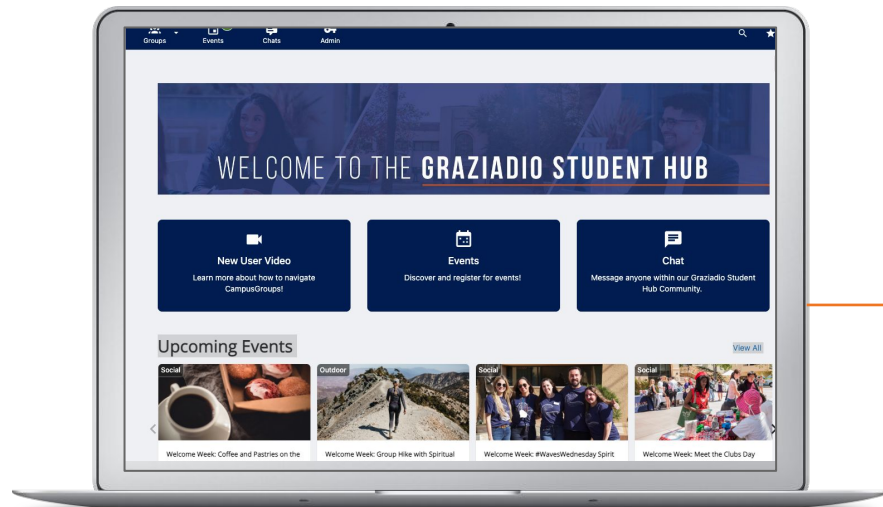 Groups
Events
Chats
Admin
WELCOME TO THE GRAZIADIO STUDENT HUB
New User Video
Learn more about how to navigate
CampusGroups!
Events
Discover and register for events!
Chat
Message anyone within our Graziadio Student
Hub Community.
Upcoming Events
View All
Social
Outdoor
Social
Social
Welcome Week: Coffee and Pastries on the
Welcome Week: Group Hike with Spiritual
Welcome Week: #WavesWednesday Spirit
Welcome Week: Meet the Clubs Day